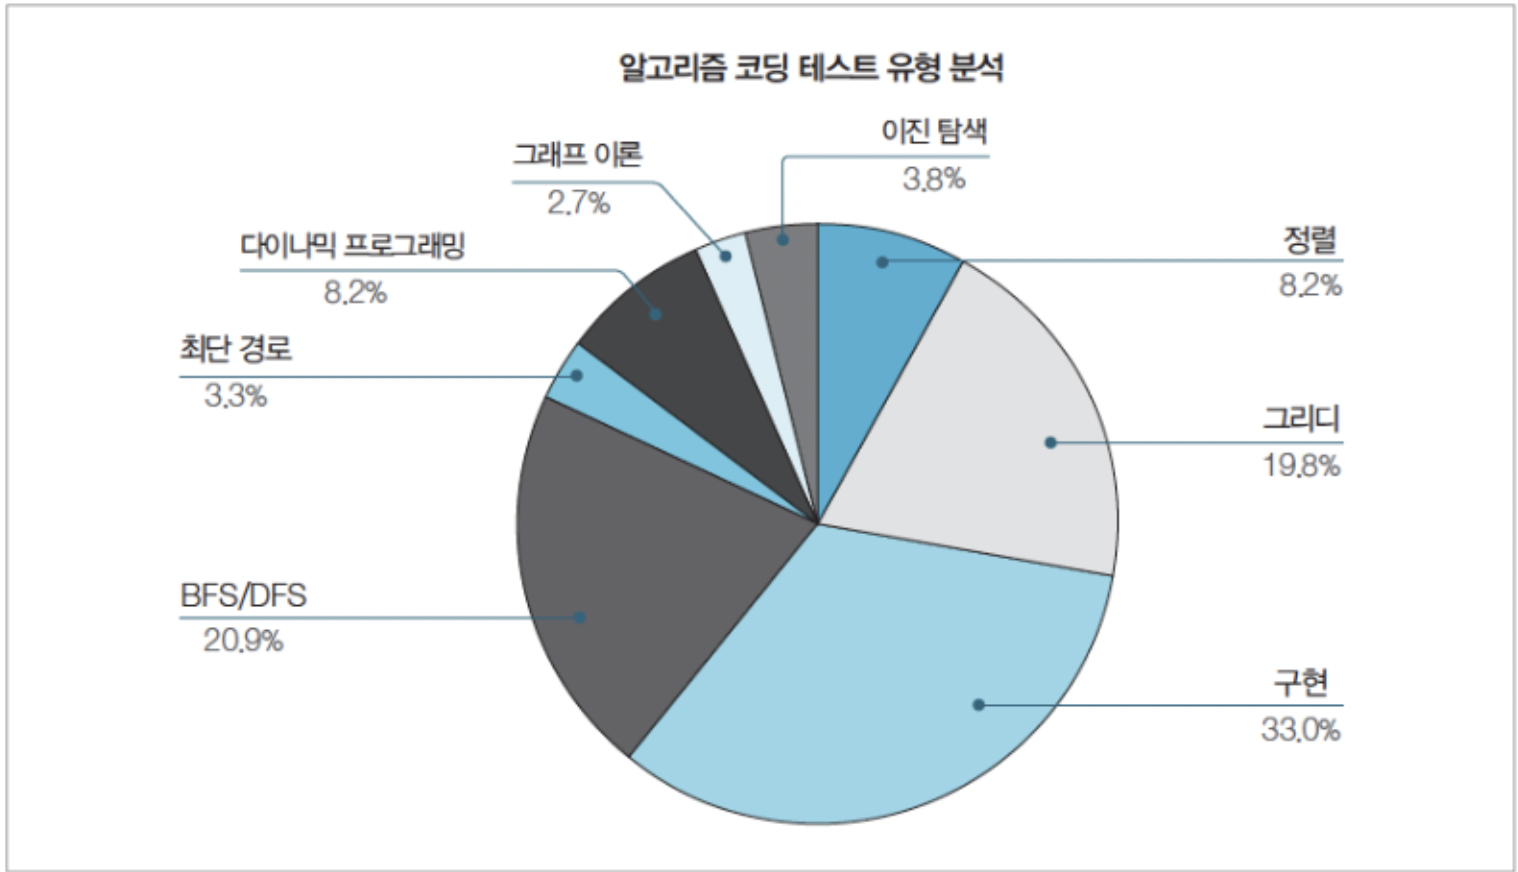 알고리즘 코딩 테스트 유형 분석
이진 탐색
3.8%
그래프 이론
2.7%
정렬
8.2%
다이나믹 프로그래밍
8.2%
최단 경로
3.3%
그리디
19.8%
BFS/DFS
20.9%
구현
33.0%